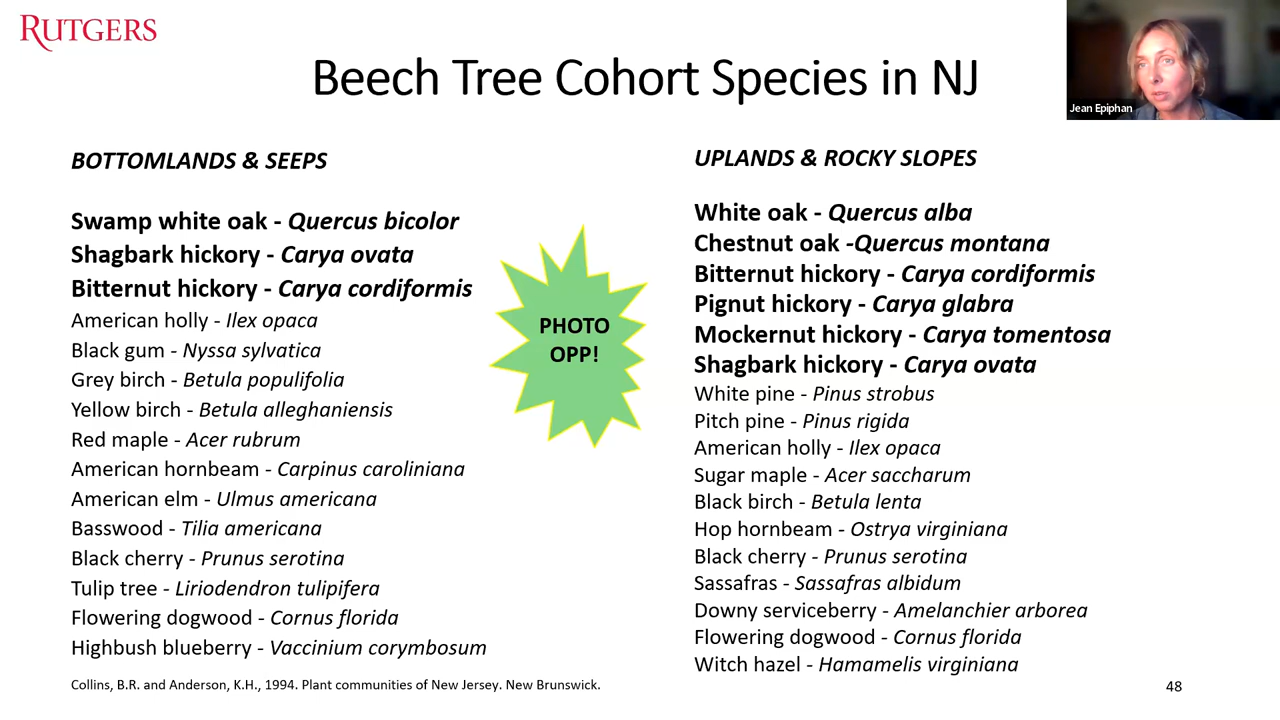 RUTGERS
Beech Tree Cohort Species in NJ
Jean Epiphan
BOTTOMLANDS & SEEPS
Swamp white oak - Quercus bicolor
Shagbark hickory - Carya ovata
Bitternut hickory - Carya cordiformis
American holly - Ilex opaca
Black gum - Nyssa sylvatica
Grey birch - Betula populifolia
Yellow birch - Betula alleghaniensis
Red maple - Acer rubrum
American hornbeam - Carpinus caroliniana
American elm - Ulmus americana
Basswood - Tilia americana
Black cherry - Prunus serotina
Tulip tree - Liriodendron tulipifera
Flowering dogwood - Cornus florida
Highbush blueberry - Vaccinium corymbosum
PHOTO
OPP!
UPLANDS & ROCKY SLOPES
White oak - Quercus alba
Chestnut oak -Quercus montana
Bitternut hickory - Carya cordiformis
Pignut hickory - Carya glabra
Mockernut hickory - Carya tomentosa
Shagbark hickory - Carya ovata
White pine - Pinus strobus
Pitch pine - Pinus rigida
American holly - Ilex opaca
Sugar maple - Acer saccharum
Black birch - Betula lenta
Hop hornbeam - Ostrya virginiana
Black cherry - Prunus serotina
Sassafras - Sassafras albidum
Downy serviceberry - Amelanchier arborea
Flowering dogwood - Cornus florida
Witch hazel - Hamamelis virginiana
Collins, B.R. and Anderson, K.H., 1994. Plant communities of New Jersey. New Brunswick.
48